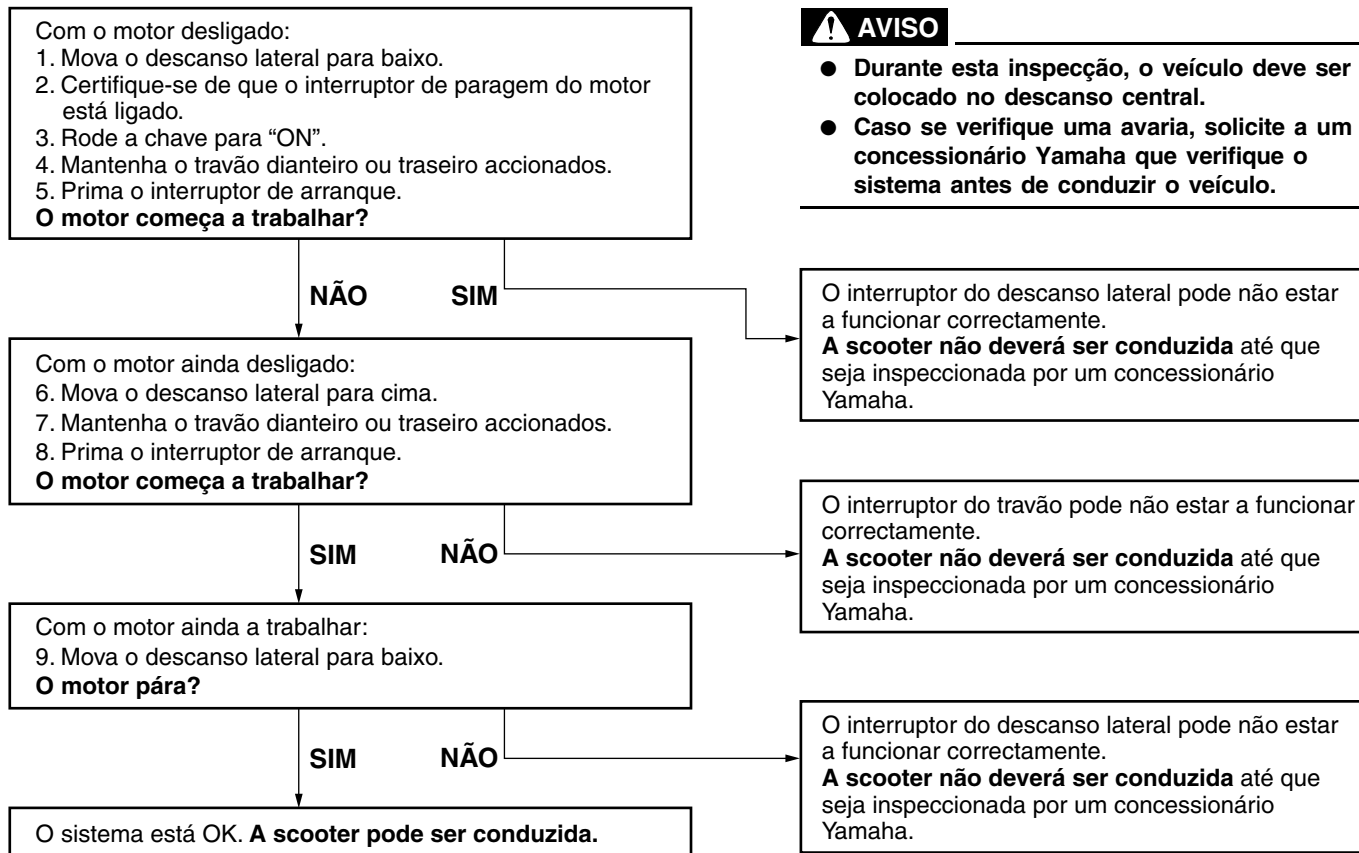 Com o motor desligado:
1. Mova o descanso lateral para baixo.
2. Certifique-se de que o interruptor de paragem do motor
está ligado.
3. Rode a chave para “ON”.
4. Mantenha o travão dianteiro ou traseiro accionados.
5. Prima o interruptor de arranque.
O motor começa a trabalhar?
AVISO
● Durante esta inspecção, o veículo deve ser
colocado no descanso central.
● Caso se verifique uma avaria, solicite a um
concessionário Yamaha que verifique o
sistema antes de conduzir o veículo.
NÃO SIM
O interruptor do descanso lateral pode não estar
a funcionar correctamente.
A scooter não deverá ser conduzida até que
seja inspeccionada por um concessionário
Yamaha.
Com o motor ainda desligado:
6. Mova o descanso lateral para cima.
7. Mantenha o travão dianteiro ou traseiro accionados.
8. Prima o interruptor de arranque.
O motor começa a trabalhar?
SIM NÃO
O interruptor do travão pode não estar a funcionar
correctamente.
A scooter não deverá ser conduzida até que
seja inspeccionada por um concessionário
Yamaha.
Com o motor ainda a trabalhar:
9. Mova o descanso lateral para baixo.
O motor pára?
SIM NÃO
O interruptor do descanso lateral pode não estar
a funcionar correctamente.
A scooter não deverá ser conduzida até que
seja inspeccionada por um concessionário
Yamaha.
O sistema está OK. A scooter pode ser conduzida.